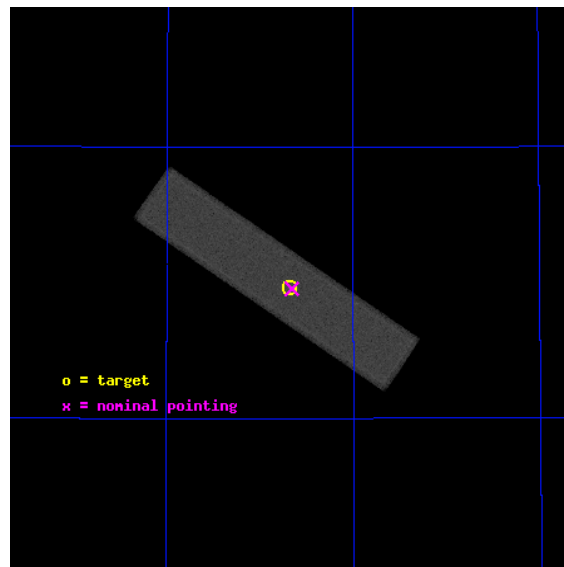 o = target
x = nominal pointing